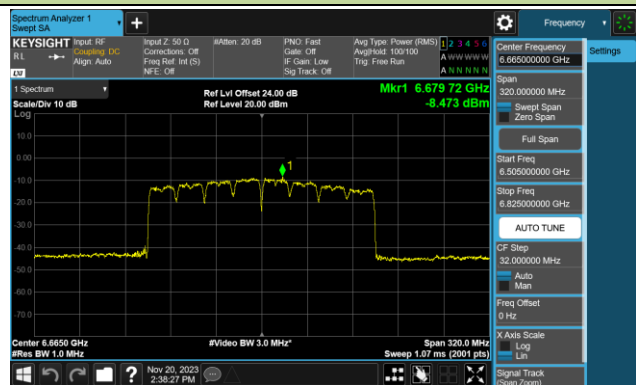 Spectrum Analyzer 1
Swept SA
Frequency
KEYSIGHT
RL
Input: RF
Coupling: DC
Align: Auto
Input Z: 50 Ω
Corrections: Off
Freq Ref: Int (S)
NFE: Off
#Atten: 20 dB
PNO: Fast
Gate: Off
IF Gain: Low
Sig Track: Off
Avg Type: Power (RMS)
Avg|Hold: 100/100
Trig: Free Run
1 2 3 4 5 6
A W W W W W
A N N N N N
LXI
1 Spectrum
Scale/Div 10 dB
Log
Ref Lvl Offset 24.00 dB
Ref Level 20.00 dBm
Mkr1 6.679 72 GHz
-8.473 dBm
1
10.0
0.00
-10.0
-20.0
-30.0
-40.0
-50.0
-60.0
-70.0
Center 6.6650 GHz
#Res BW 1.0 MHz
#Video BW 3.0 MHz*
Span 320.0 MHz
Sweep 1.07 ms (2001 pts)
Nov 20, 2023
2:38:27 PM
Center Frequency
6.665000000 GHz
Settings
Span
320.000000 MHz
Swept Span
Zero Span
Full Span
Start Freq
6.505000000 GHz
Stop Freq
6.825000000 GHz
AUTO TUNE
CF Step
32.000000 MHz
Auto
Man
Freq Offset
0 Hz
X Axis Scale
Log
Lin
Signal Track
(Span Zoom)